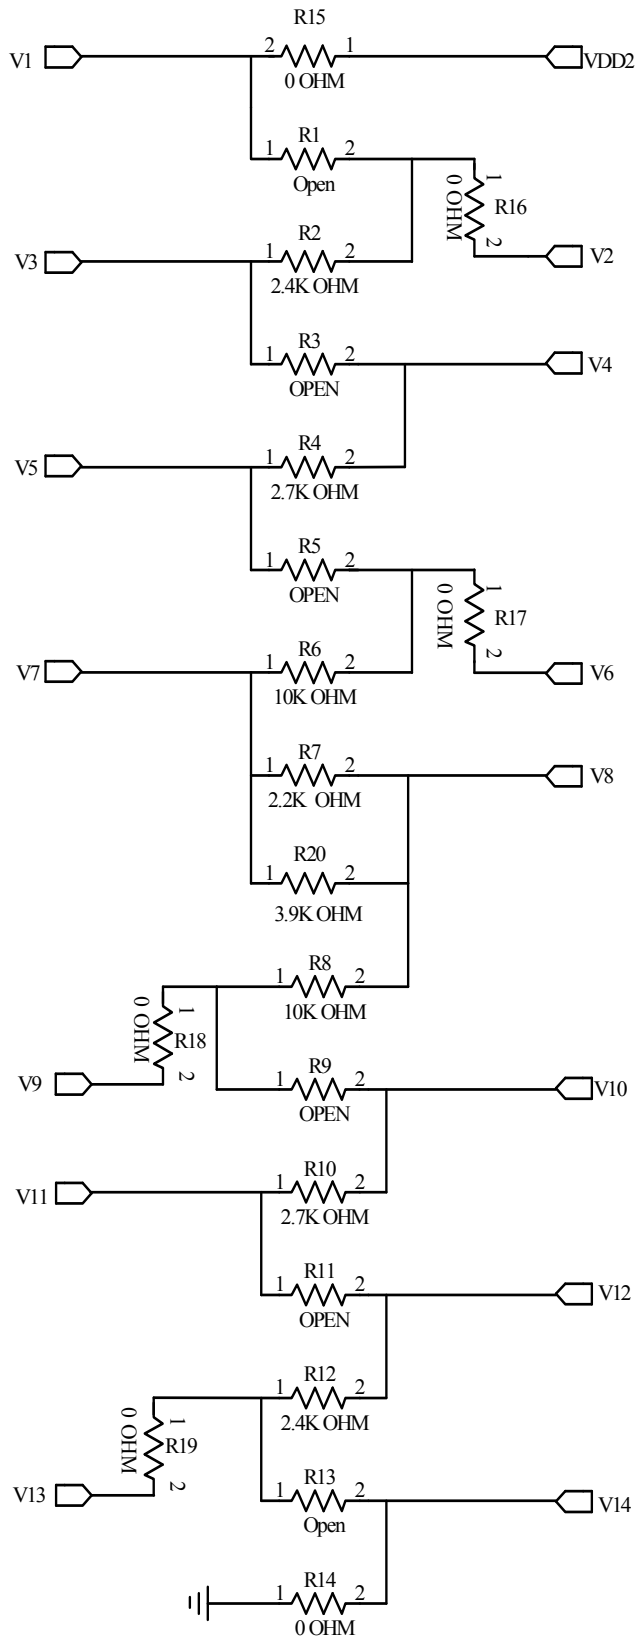 R15
V1
2
1
VDD2
0 OHM
R1
1
2
Open
1
0 OHM
R16
2
R2
V3
1
2
V2
2.4K OHM
R3
1
2
V4
OPEN
R4
V5
1
2
2.7K OHM
R5
1
2
OPEN
1
0 OHM
R17
2
R6
V7
1
2
V6
10K OHM
R7
1
2
V8
2.2K OHM
R20
1
2
3.9K OHM
R8
1
2
10K OHM
1
0 OHM
R18
2
V9
R9
1
2
V10
OPEN
R10
V11
1
2
2.7K OHM
R11
1
2
V12
OPEN
R12
1
2
2.4K OHM
1
0 OHM
R19
2
V13
R13
1
2
V14
Open
R14
1
2
0 OHM